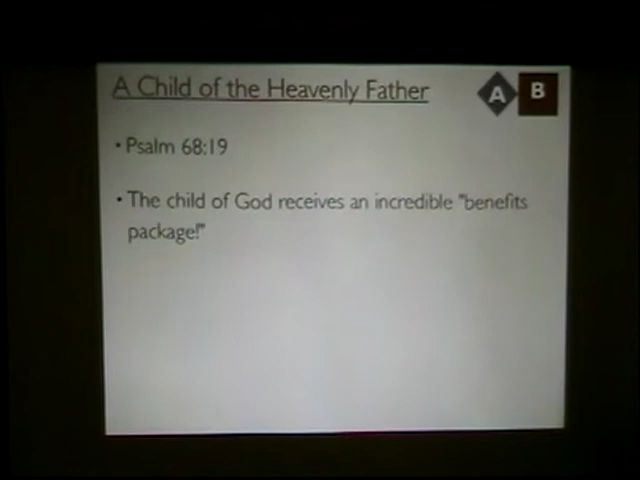 A Child of the Heavenly Father
A B
• Psalm 68:19
• The child of God receives an incredible "benefits
package!"